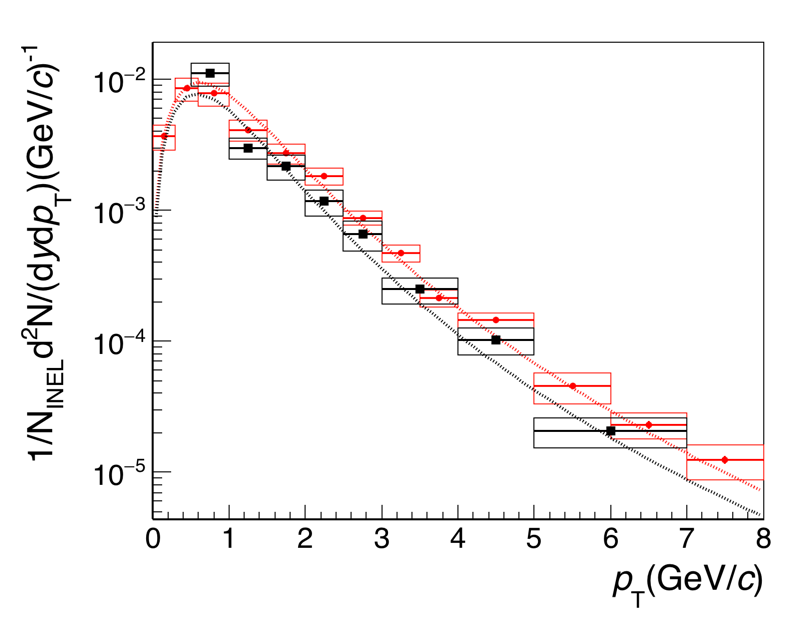 1/N_INEL d²N/(dydp_T)(GeV/c)⁻¹
10⁻²
10⁻³
10⁻⁴
10⁻⁵
0 1 2 3 4 5 6 7 8
p_T(GeV/c)